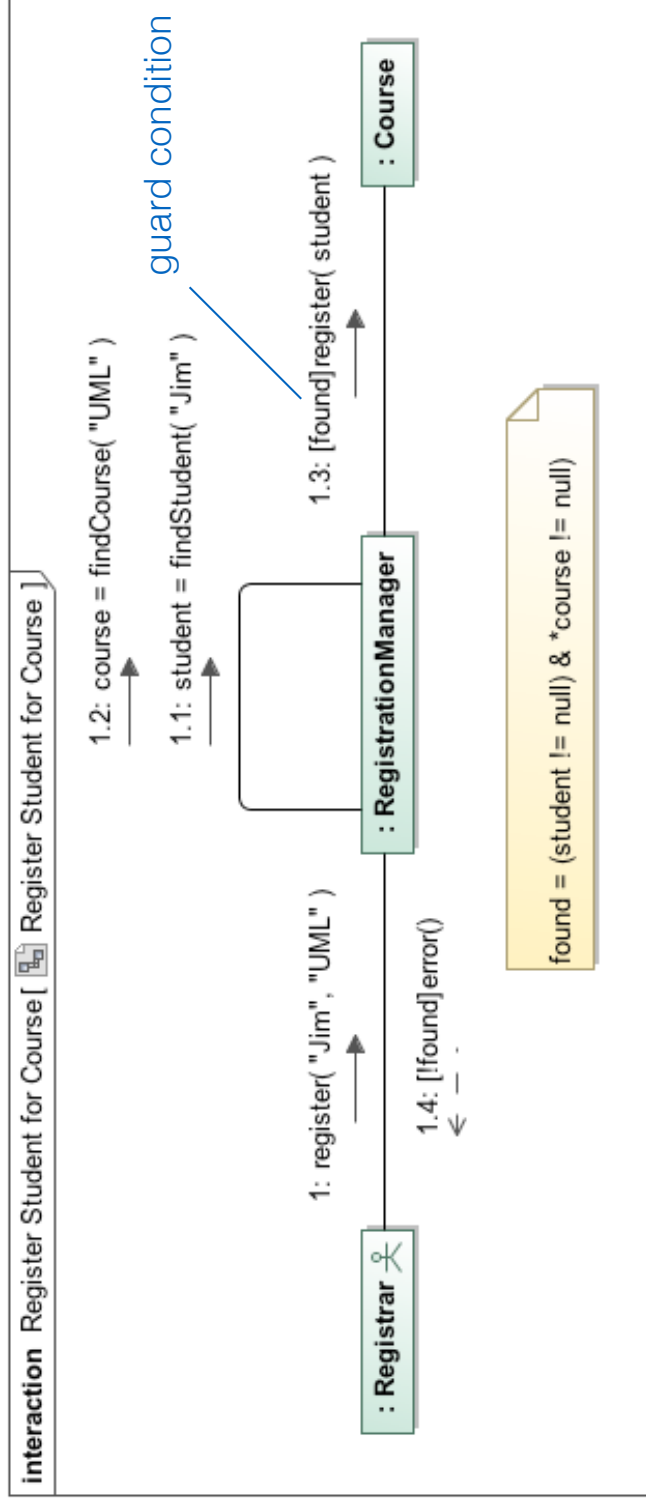 interaction Register Student for Course [ Register Student for Course ]
1.2: course = findCourse( "UML" )
1.1: student = findStudent( "Jim" )
guard condition
1: register( "Jim", "UML" )
1.3: [found]register( student )
: Registrar
: RegistrationManager
: Course
1.4: [!found]error()
found = (student != null) & *course != null)